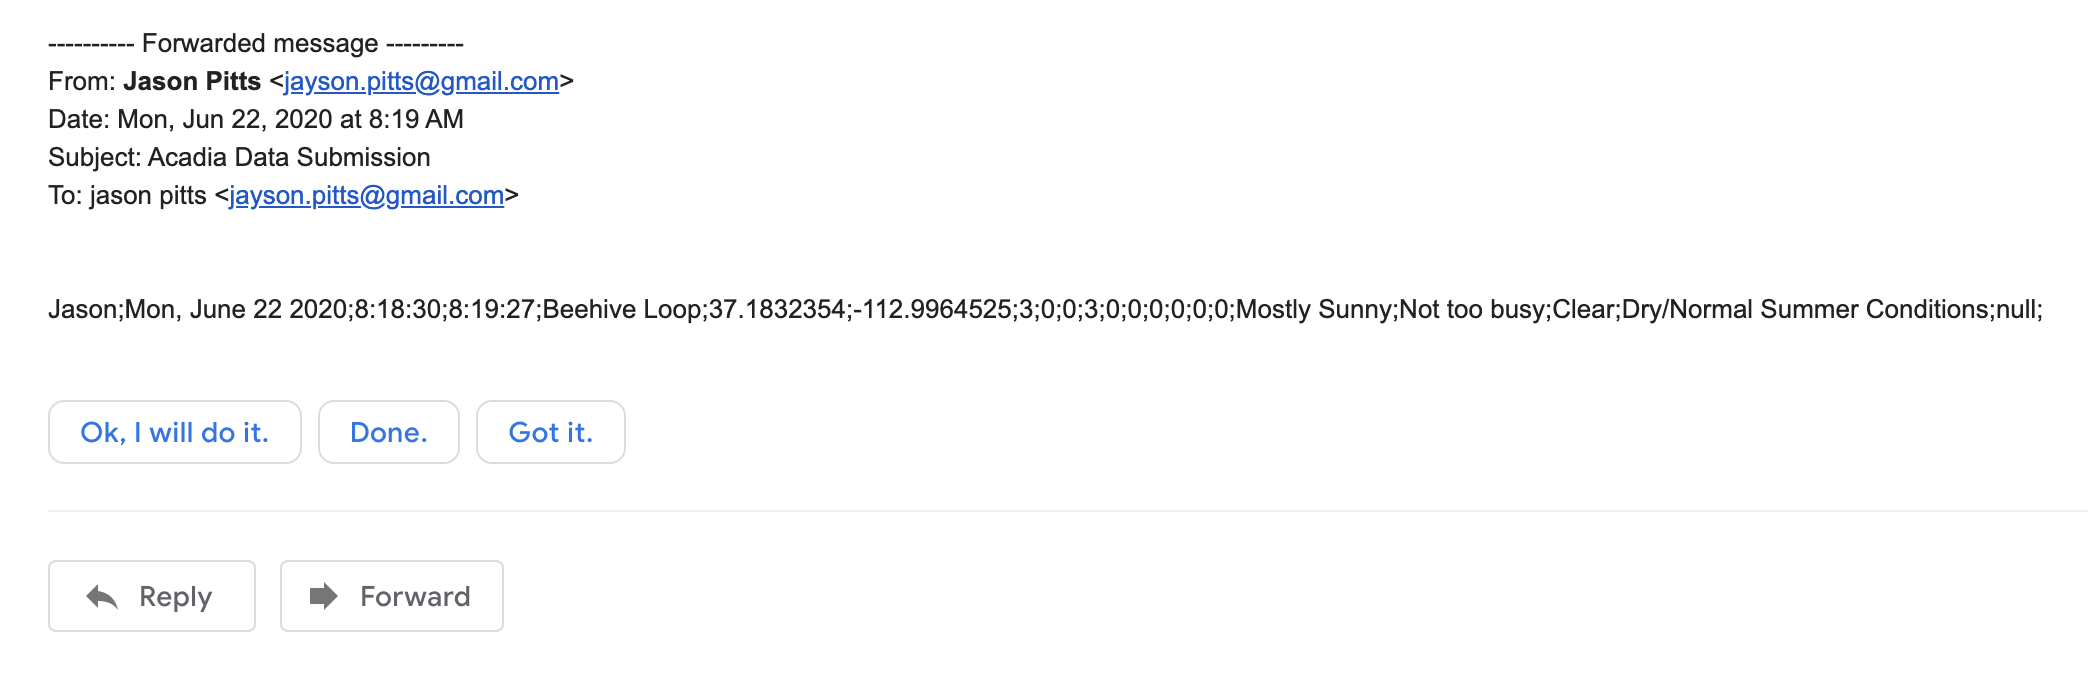 ---------- Forwarded message ---------
From: Jason Pitts <jayson.pitts@gmail.com>
Date: Mon, Jun 22, 2020 at 8:19 AM
Subject: Acadia Data Submission
To: jason pitts <jayson.pitts@gmail.com>
Jason;Mon, June 22 2020;8:18:30;8:19:27;Beehive Loop;37.1832354;-112.9964525;3;0;0;3;0;0;0;0;0;0;Mostly Sunny;Not too busy;Clear;Dry/Normal Summer Conditions;null;
Ok, I will do it. Done. Got it.
Reply Forward